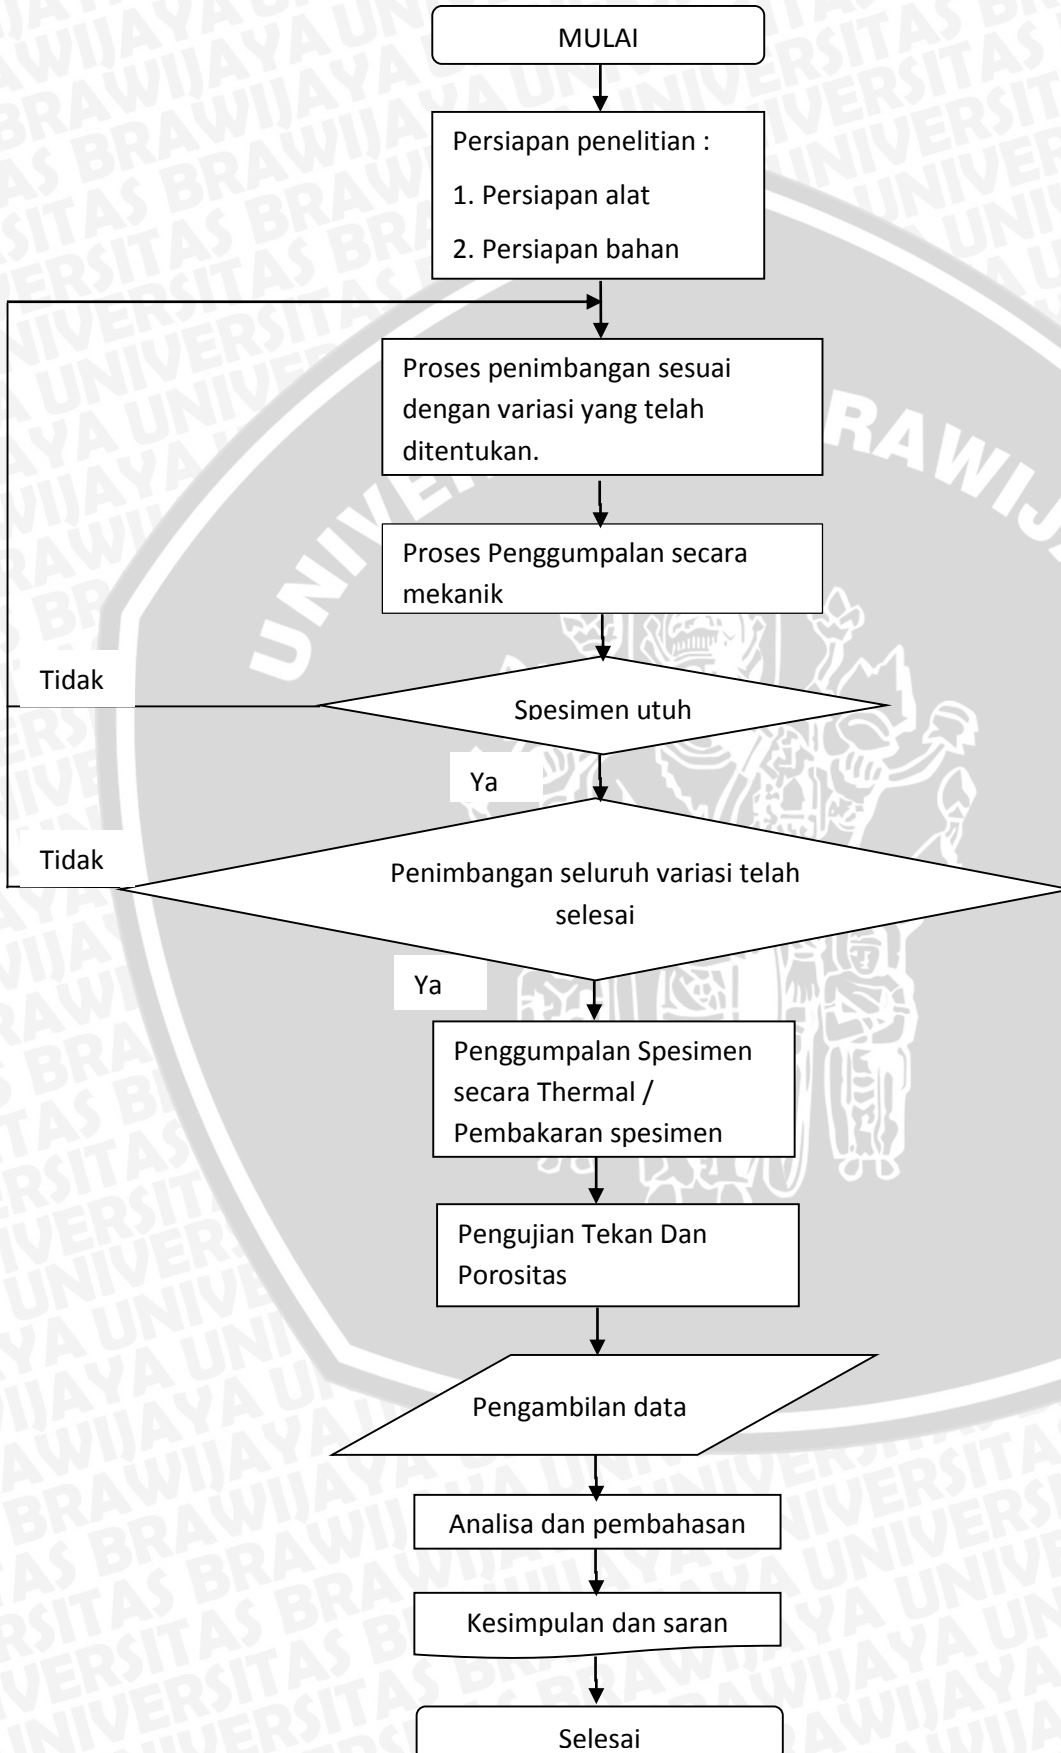 MULAI
Persiapan penelitian :
1. Persiapan alat
2. Persiapan bahan
Proses penimbangan sesuai
dengan variasi yang telah
ditentukan.
Proses Penggumpalan secara
mekanik
Tidak
Spesimen utuh
Ya
Tidak
Penimbangan seluruh variasi telah
selesai
Ya
Penggumpalan Spesimen
secara Thermal /
Pembakaran spesimen
Pengujian Tekan Dan
Porositas
Pengambilan data
Analisa dan pembahasan
Kesimpulan dan saran
Selesai